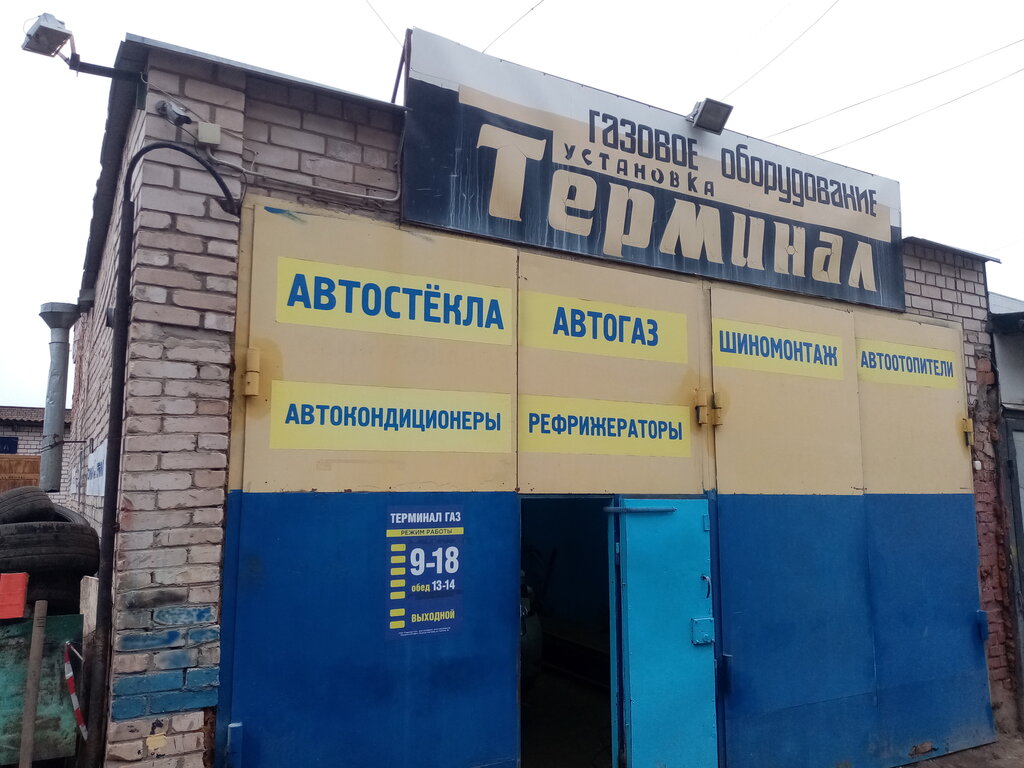 газовое оборудование
установка
Терминал
АВТОСТЁКЛА
АВТОГАЗ
ШИНОМОНТАЖ
АВТООТОПИТЕЛИ
АВТОКОНДИЦИОНЕРЫ
РЕФРИЖЕРАТОРЫ
ТЕРМИНАЛ ГАЗ
РЕЖИМ РАБОТЫ
9-18
обед 13-14
ВЫХОДНОЙ